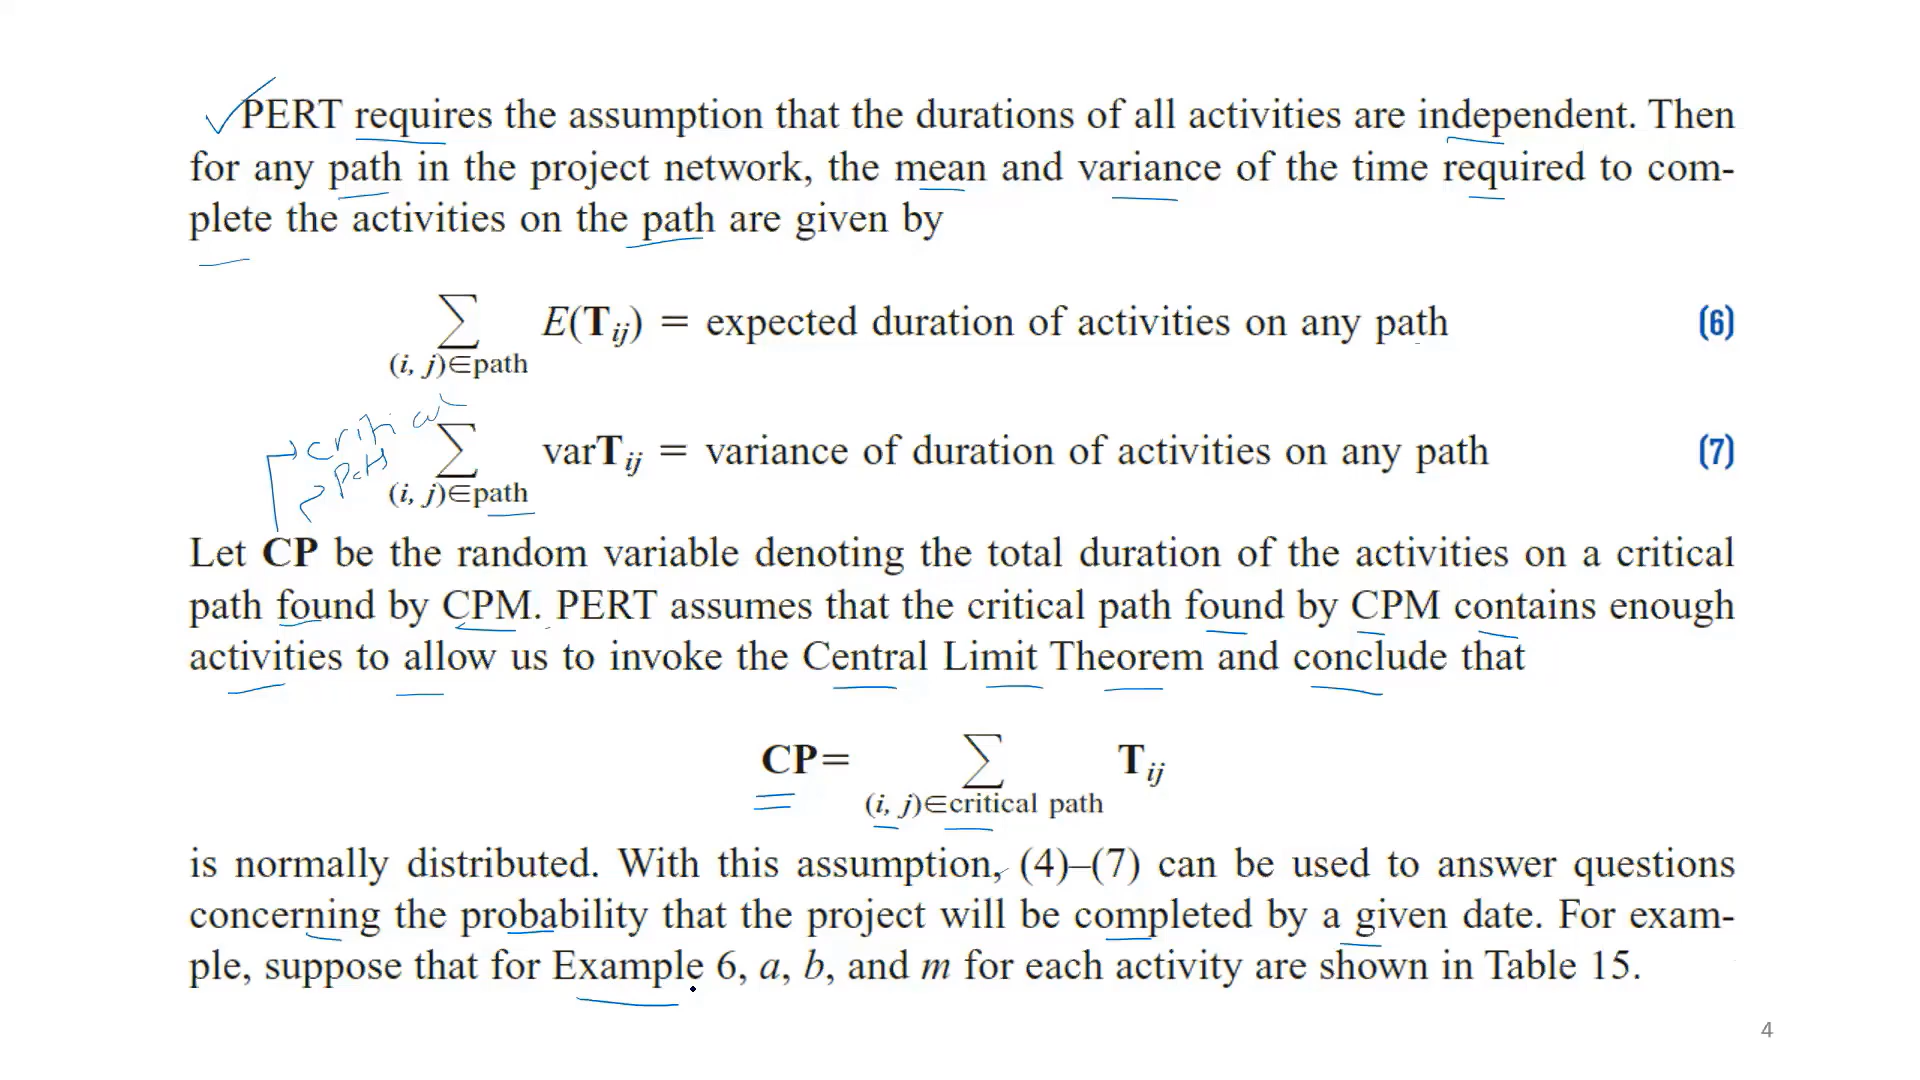 PERT requires the assumption that the durations of all activities are independent. Then
for any path in the project network, the mean and variance of the time required to com-
plete the activities on the path are given by
∑ E(Tij) = expected duration of activities on any path (6)
(i, j)∈path
critical
path
∑ varTij = variance of duration of activities on any path (7)
(i, j)∈path
Let CP be the random variable denoting the total duration of the activities on a critical
path found by CPM. PERT assumes that the critical path found by CPM contains enough
activities to allow us to invoke the Central Limit Theorem and conclude that
CP= ∑ Tij
(i, j)∈critical path
is normally distributed. With this assumption, (4)–(7) can be used to answer questions
concerning the probability that the project will be completed by a given date. For exam-
ple, suppose that for Example 6, a, b, and m for each activity are shown in Table 15.
4